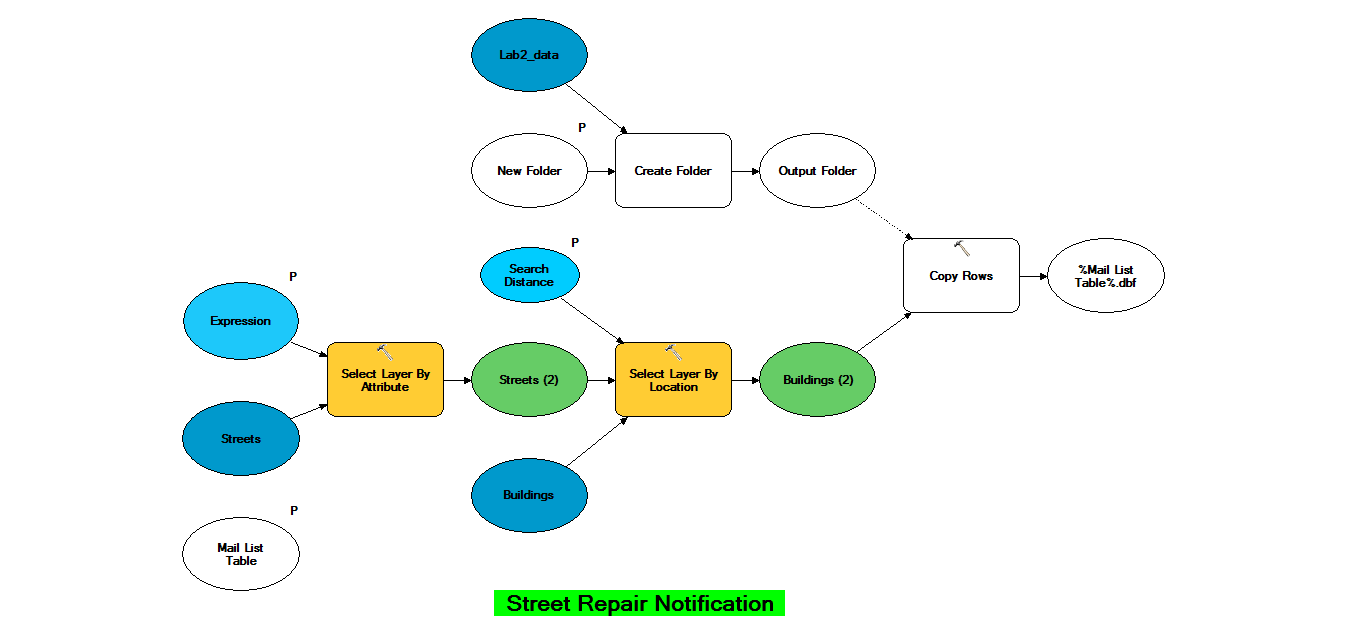 Lab2_data
P
New Folder
Create Folder
Output Folder
P
Search
Distance
Copy Rows
%Mail List
Table%.dbf
P
Expression
Select Layer By
Attribute
Streets (2)
Select Layer By
Location
Buildings (2)
Streets
Buildings
P
Mail List
Table
Street Repair Notification